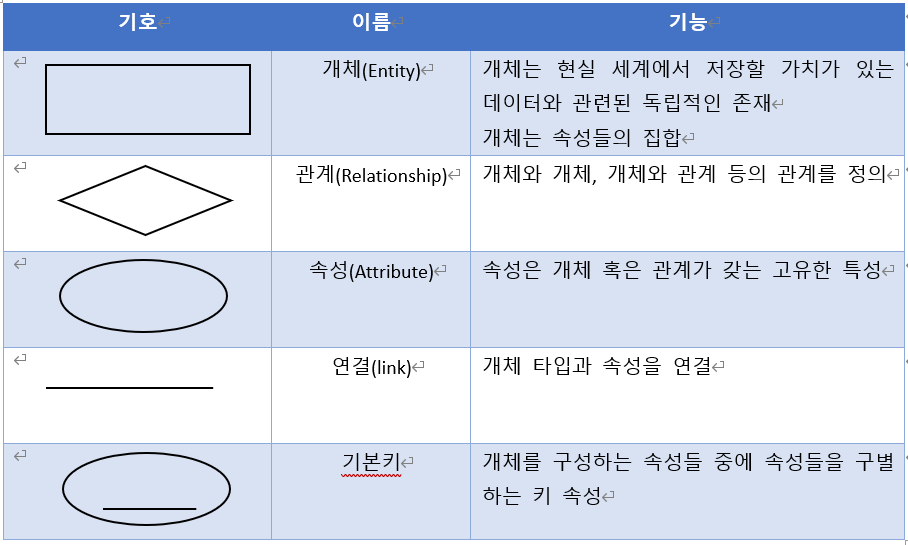 기호 이름 기능
개체(Entity)
개체는 현실 세계에서 저장할 가치가 있는
데이터와 관련된 독립적인 존재
개체는 속성들의 집합
관계(Relationship)
개체와 개체, 개체와 관계 등의 관계를 정의
속성(Attribute)
속성은 개체 혹은 관계가 갖는 고유한 특성
연결(link)
개체 타입과 속성을 연결
기본키
개체를 구성하는 속성들 중에 속성들을 구별
하는 키 속성